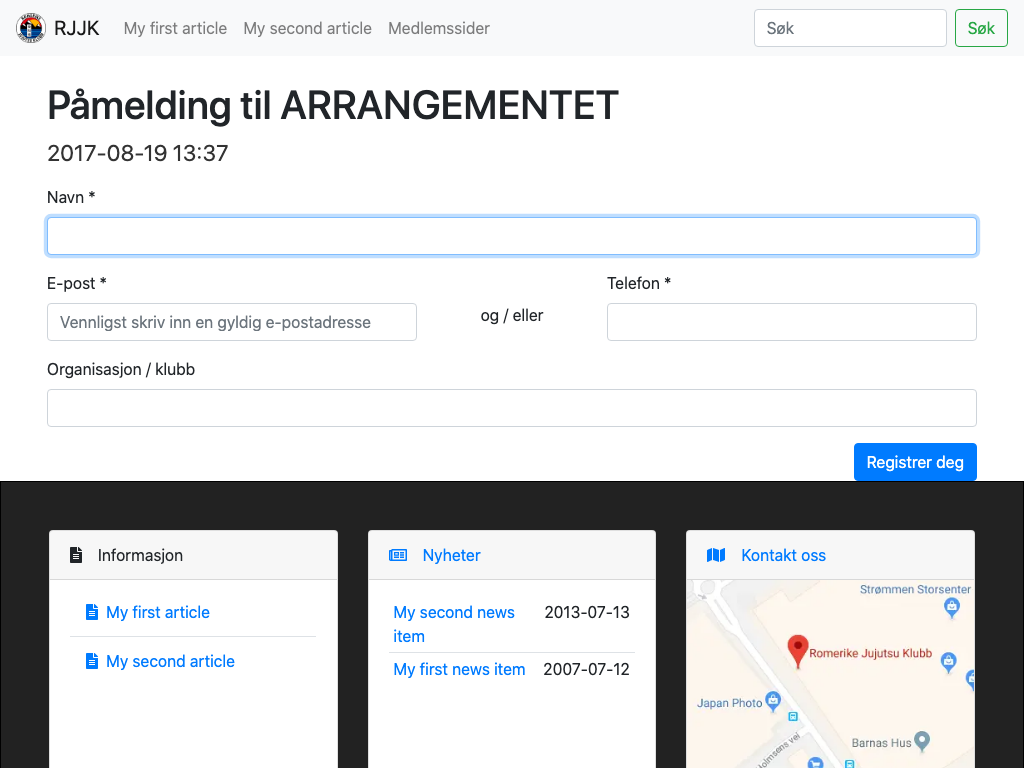 RJJK My first article My second article Medlemssider Søk Søk
Påmelding til ARRANGEMENTET
2017-08-19 13:37
Navn *
E-post * Telefon *
Vennligst skriv inn en gyldig e-postadresse og / eller
Organisasjon / klubb
Registrer deg
Informasjon
My first article
My second article
Nyheter
My second news 2013-07-13
item
My first news item 2007-07-12
Kontakt oss
Strømmen Storsenter
Romerike Jujutsu Klubb
Japan Photo
Barnas Hus